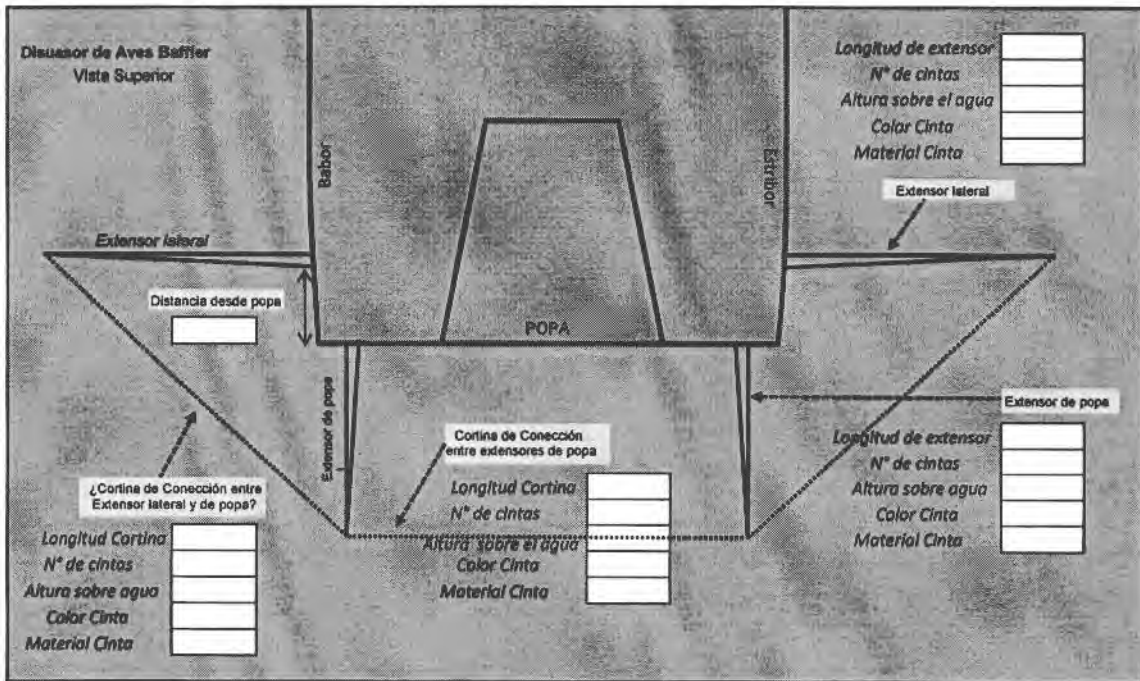 Disuasor de Aves Baffler
Vista Superior
Longitud de extensor
N° de cintas
Altura sobre el agua
Color Cinta
Material Cinta
Babor
Estribor
Extensor lateral
Extensor lateral
Distancia desde popa
POPA
Extensor de popa
Extensor de popa
Cortina de Conección
entre extensores de popa
Longitud Cortina
N° de cintas
Altura sobre el agua
Color Cinta
Material Cinta
Longitud de extensor
N° de cintas
Altura sobre agua
Color Cinta
Material Cinta
¿Cortina de Conección entre
Extensor lateral y de popa?
Longitud Cortina
N° de cintas
Altura sobre agua
Color Cinta
Material Cinta